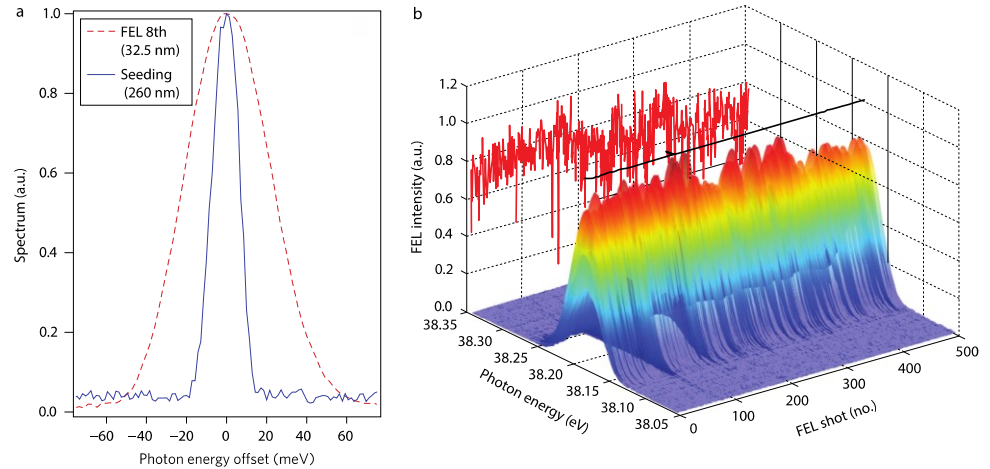 a
1.0
0.8
0.6
0.4
0.2
0.0
Spectrum (a.u.)
FEL 8th
(32.5 nm)
Seeding
(260 nm)
−60 −40 −20 0 20 40 60
Photon energy offset (meV)
b
1.2
1.0
0.8
0.6
0.4
0.2
0.0
FEL intensity (a.u.)
38.35
38.30
38.25
38.20
38.15
38.10
38.05
Photon energy (eV)
0
100
200
300
400
500
FEL shot (no.)